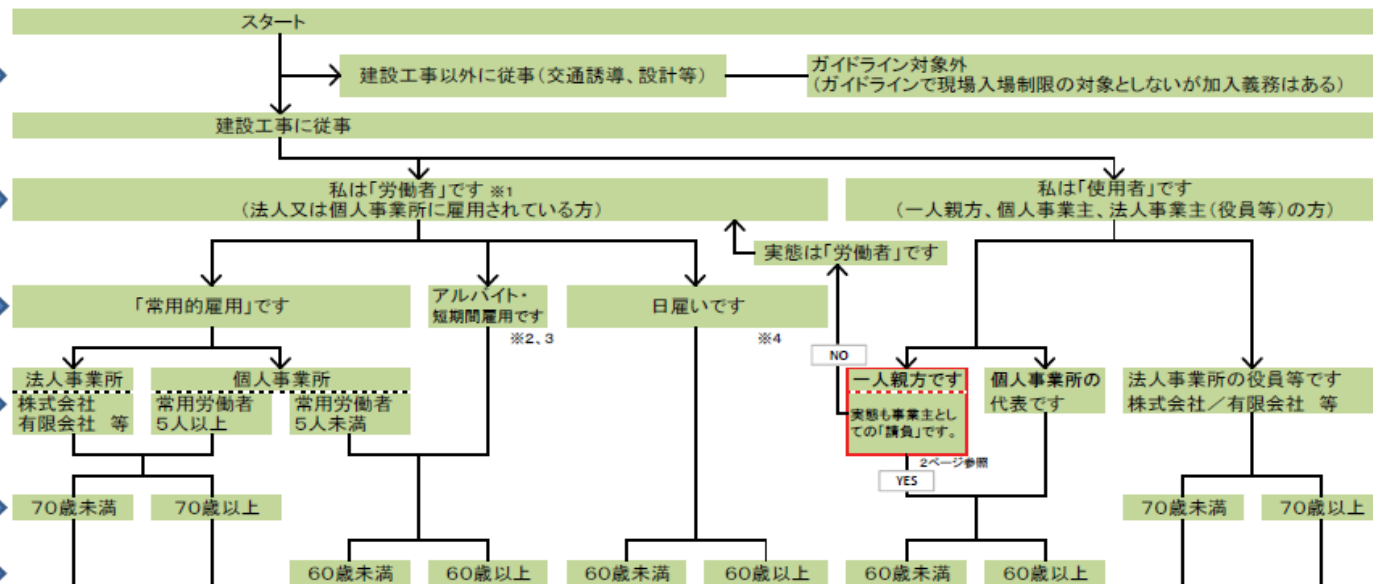 スタート
建設工事以外に従事(交通誘導、設計等)
ガイドライン対象外
(ガイドラインで現場入場制限の対象としないが加入義務はある)
建設工事に従事
私は「労働者」です ※1
(法人又は個人事業所に雇用されている方)
私は「使用者」です
(一人親方、個人事業主、法人事業主(役員等)の方)
実態は「労働者」です
「常用的雇用」です
アルバイト・
短期間雇用です
※2、3
日雇いです
※4
NO
法人事業所
株式会社
有限会社 等
個人事業所
常用労働者
5人以上
常用労働者
5人未満
一人親方です
実態も事業主とし
ての「請負」です。
2ページ参照
YES
個人事業所の
代表です
法人事業所の役員等です
株式会社/有限会社 等
70歳未満
70歳以上
70歳未満
70歳以上
60歳未満
60歳以上
60歳未満
60歳以上
60歳未満
60歳以上